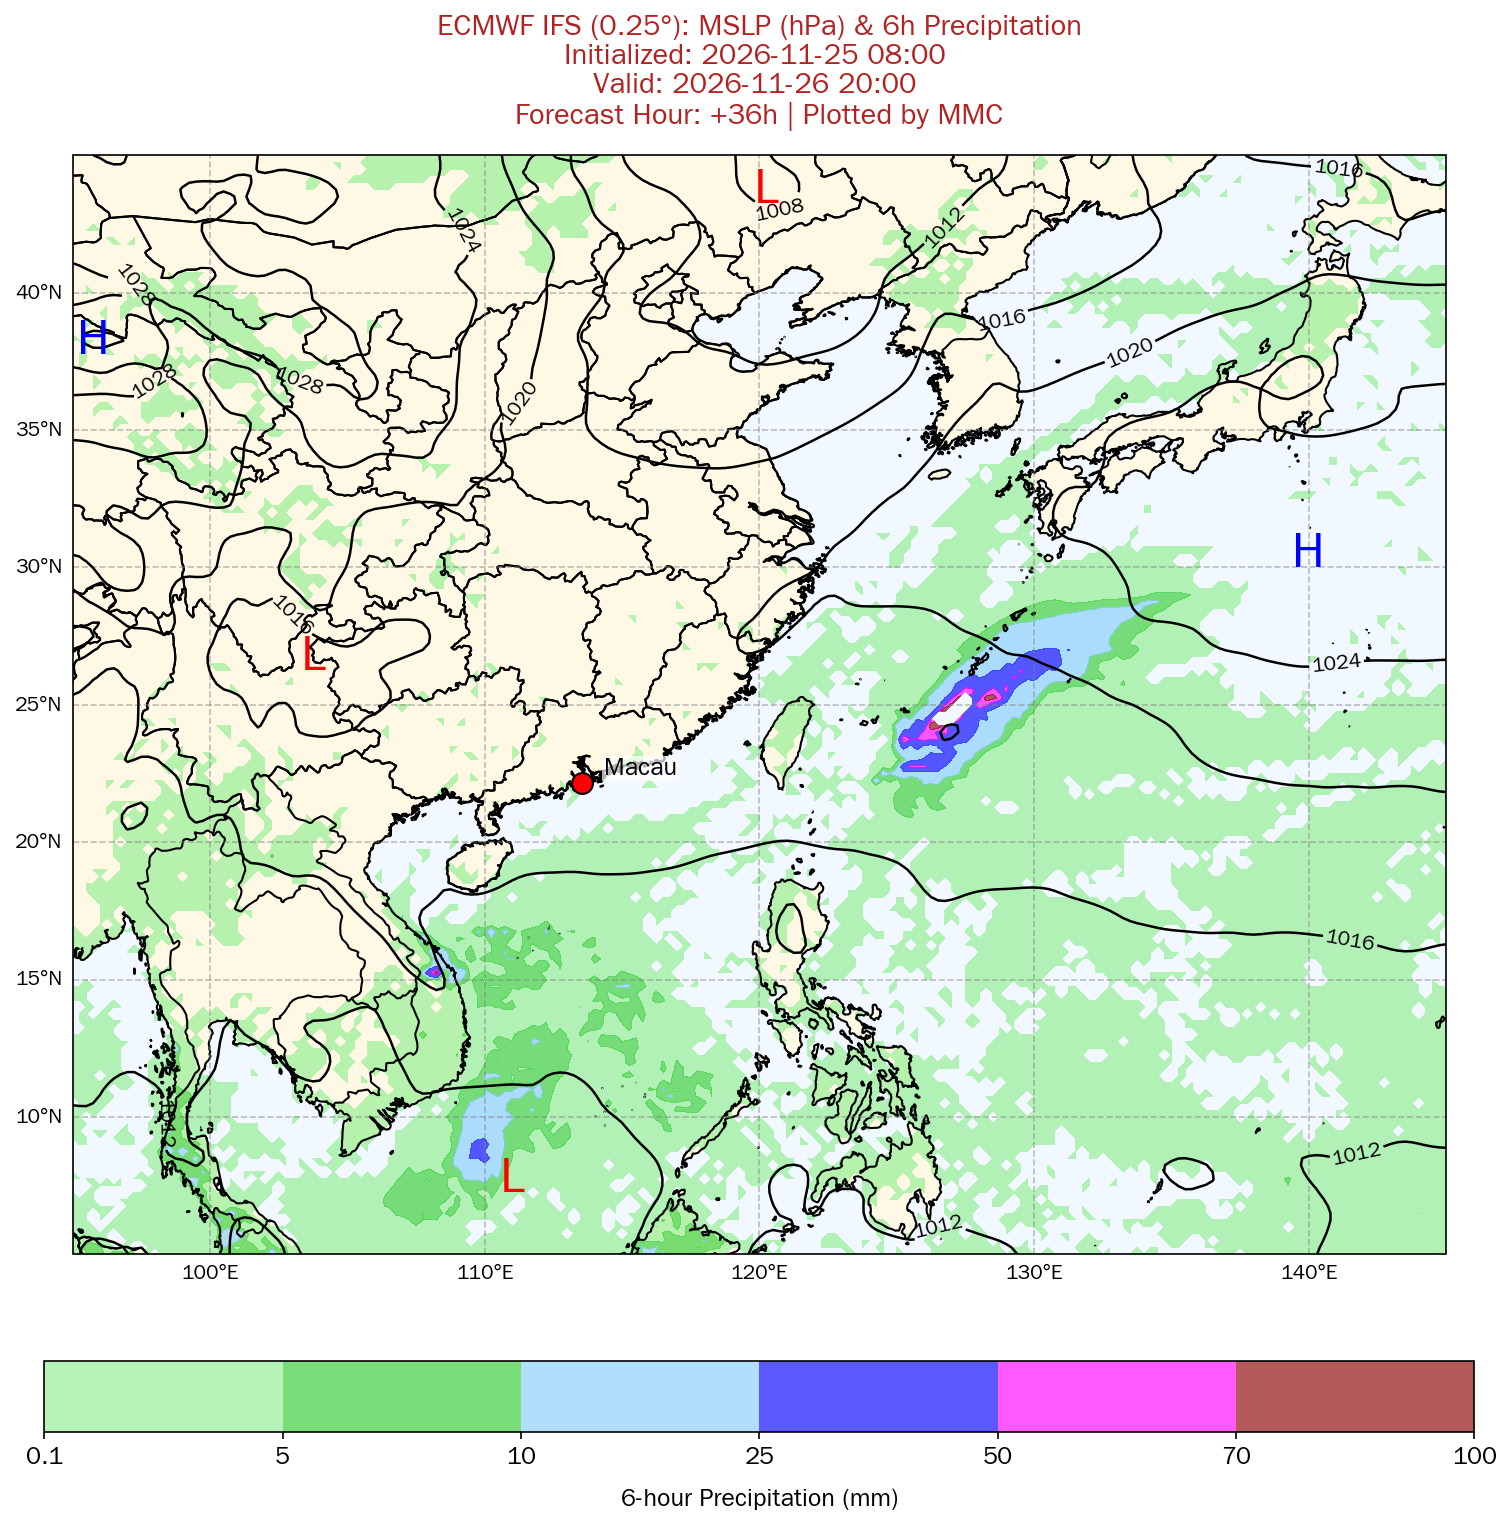 ECMWF IFS (0.25°): MSLP (hPa) & 6h Precipitation
Initialized: 2026-11-25 08:00
Valid: 2026-11-26 20:00
Forecast Hour: +36h | Plotted by MMC
1016
L
1008
1024
1012
1028
40°N
H
1016
1020
1028
1028
1020
35°N
H
30°N
1016
L
1024
25°N
Macau
20°N
1016
15°N
10°N
1012
1012
L
1012
100°E 110°E 120°E 130°E 140°E
0.1 5 10 25 50 70 100
6-hour Precipitation (mm)